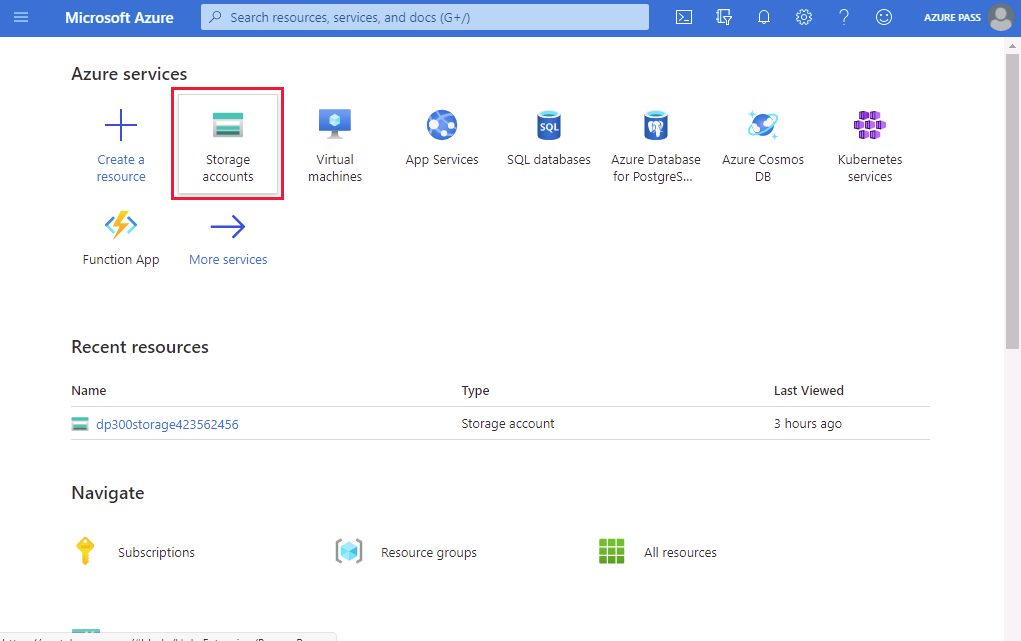 Microsoft Azure
Search resources, services, and docs (G+/)
AZURE PASS
Azure services
Create a
resource
Storage
accounts
Virtual
machines
App Services
SQL
SQL databases
Azure Database
for PostgreS...
Azure Cosmos
DB
Kubernetes
services
Function App
More services
Recent resources
Name Type Last Viewed
dp300storage423562456 Storage account 3 hours ago
Navigate
Subscriptions
Resource groups
All resources